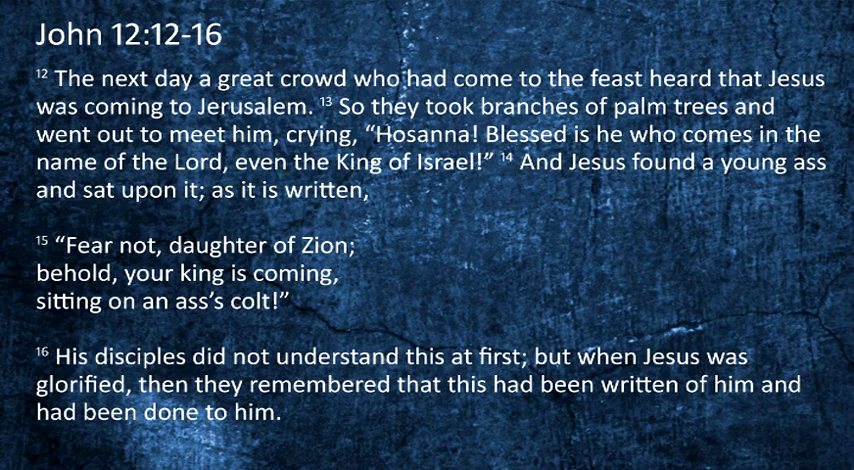 John 12:12-16
12 The next day a great crowd who had come to the feast heard that Jesus
was coming to Jerusalem. 13 So they took branches of palm trees and
went out to meet him, crying, “Hosanna! Blessed is he who comes in the
name of the Lord, even the King of Israel!” 14 And Jesus found a young ass
and sat upon it; as it is written,
15 “Fear not, daughter of Zion;
behold, your king is coming,
sitting on an ass’s colt!”
16 His disciples did not understand this at first; but when Jesus was
glorified, then they remembered that this had been written of him and
had been done to him.